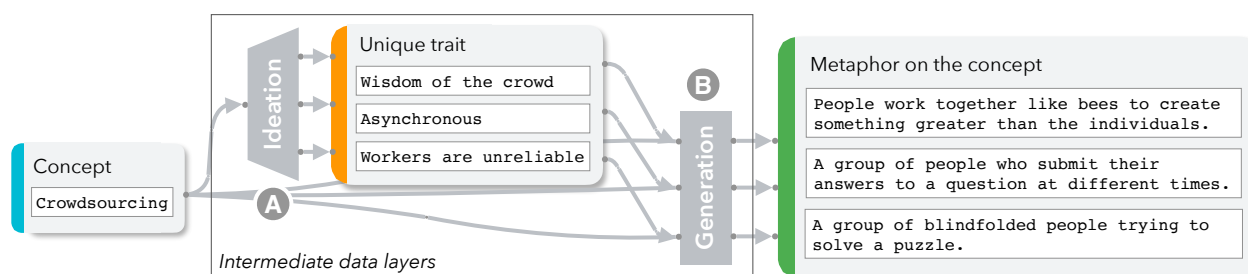 Concept
Crowdsourcing
A
Ideation
Unique trait
Wisdom of the crowd
Asynchronous
Workers are unreliable
B
Generation
Intermediate data layers
Metaphor on the concept
People work together like bees to create
something greater than the individuals.
A group of people who submit their
answers to a question at different times.
A group of blindfolded people trying to
solve a puzzle.